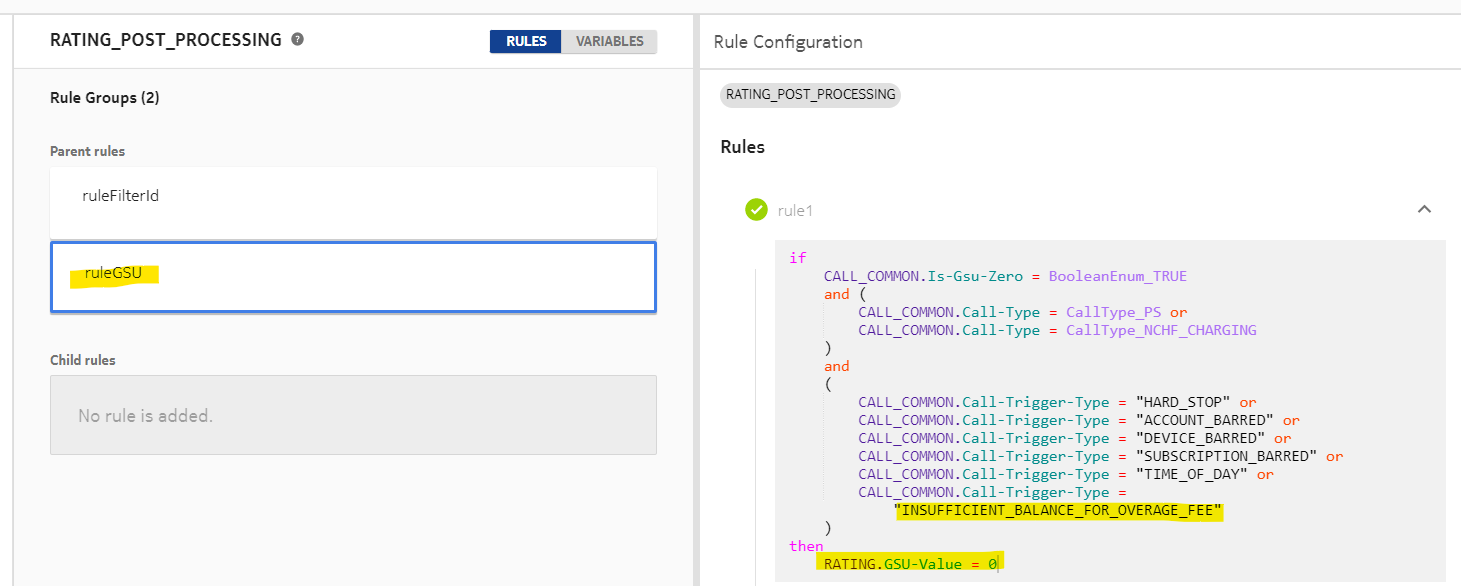 RATING_POST_PROCESSING ?
RULES VARIABLES
Rule Groups (2)
Parent rules
ruleFilterId
ruleGSU
Child rules
No rule is added.
Rule Configuration
RATING_POST_PROCESSING
Rules
rule1
if
CALL_COMMON.Is-Gsu-Zero = BooleanEnum_TRUE
and (
CALL_COMMON.Call-Type = CallType_PS or
CALL_COMMON.Call-Type = CallType_NCHF_CHARGING
)
and
(
CALL_COMMON.Call-Trigger-Type = "HARD_STOP" or
CALL_COMMON.Call-Trigger-Type = "ACCOUNT_BARRED" or
CALL_COMMON.Call-Trigger-Type = "DEVICE_BARRED" or
CALL_COMMON.Call-Trigger-Type = "SUBSCRIPTION_BARRED" or
CALL_COMMON.Call-Trigger-Type = "TIME_OF_DAY" or
CALL_COMMON.Call-Trigger-Type =
"INSUFFICIENT_BALANCE_FOR_OVERAGE_FEE"
)
then
RATING.GSU-Value = 0